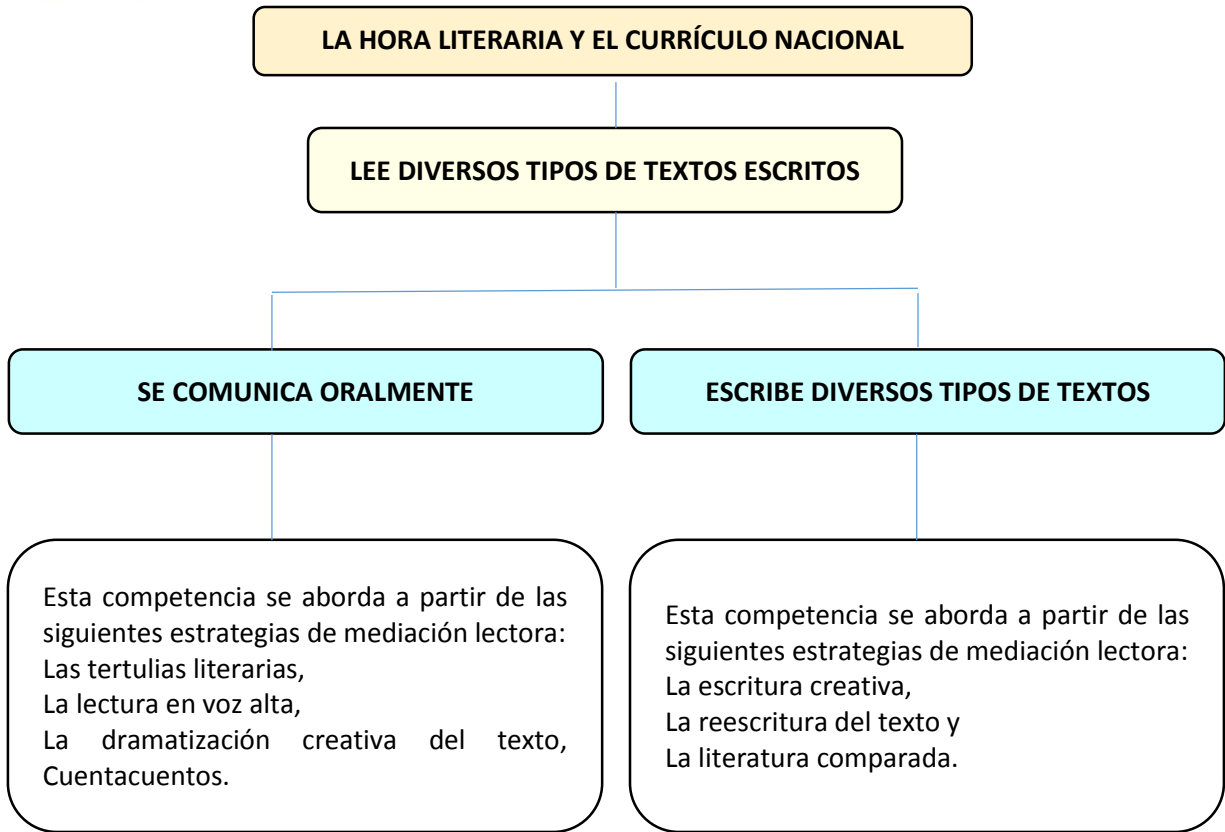 LA HORA LITERARIA Y EL CURRÍCULO NACIONAL
LEE DIVERSOS TIPOS DE TEXTOS ESCRITOS
SE COMUNICA ORALMENTE
ESCRIBE DIVERSOS TIPOS DE TEXTOS
Esta competencia se aborda a partir de las
siguientes estrategias de mediación lectora:
Las tertulias literarias,
La lectura en voz alta,
La dramatización creativa del texto,
Cuentacuentos.
Esta competencia se aborda a partir de las
siguientes estrategias de mediación lectora:
La escritura creativa,
La reescritura del texto y
La literatura comparada.